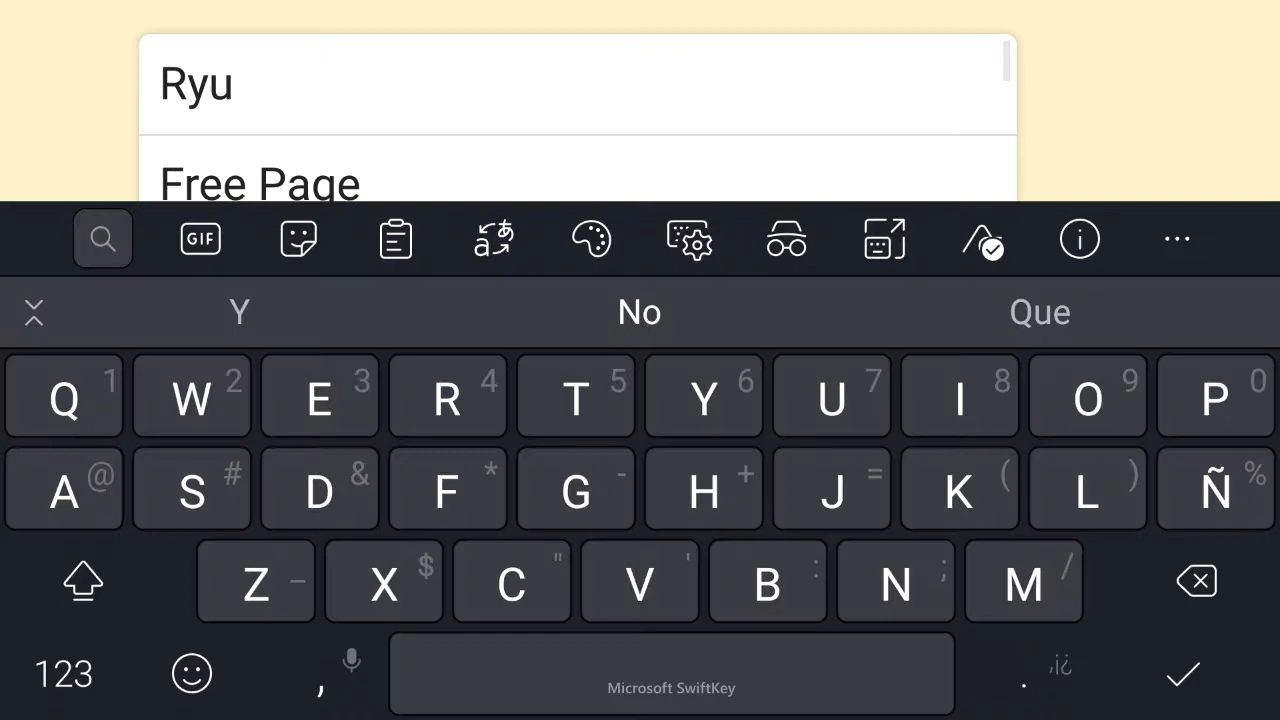 Ryu
Free Page
GIF
Y No Que
Q 1 W 2 E 3 R 4 T 5 Y 6 U 7 I 8 O 9 P 0
A @ S # D & F * G - H + J = K ( L ) Ñ %
Z _ X $ C " V ' B : N ; M /
123 , Microsoft SwiftKey . ,¡¿